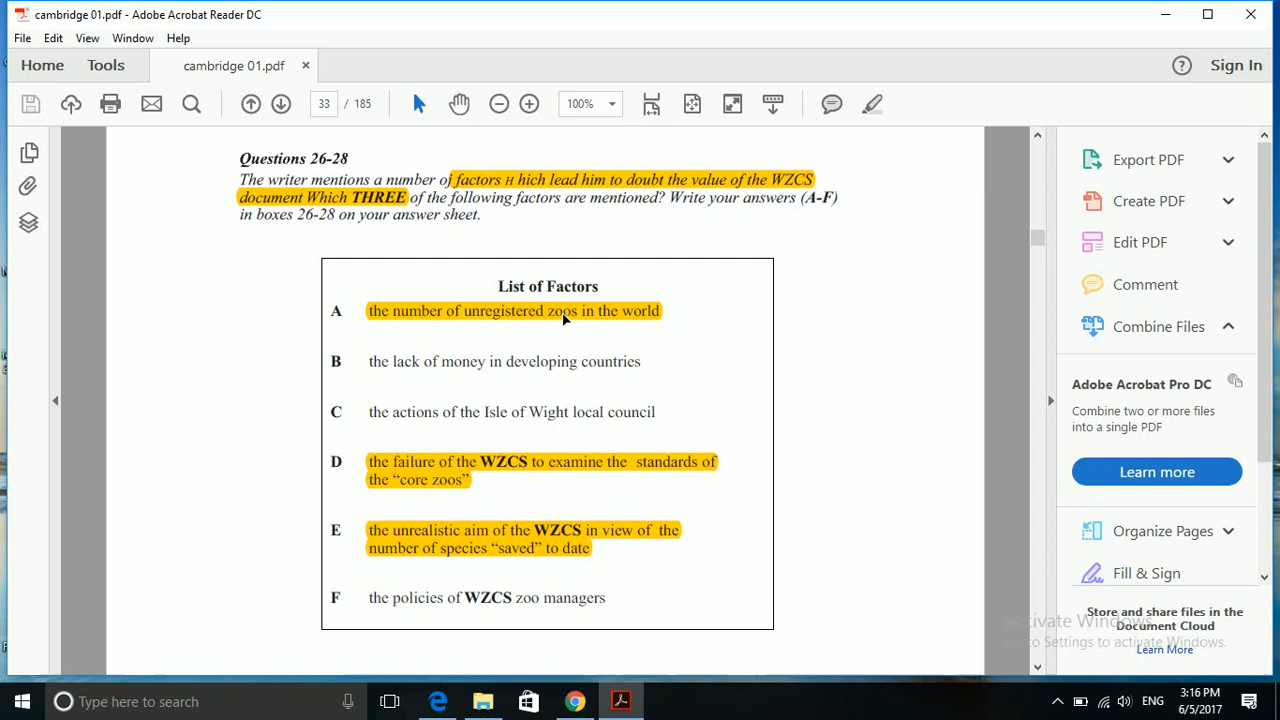 cambridge 01.pdf - Adobe Acrobat Reader DC
File Edit View Window Help
Home Tools cambridge 01.pdf × Sign In
33 / 185 100%
Questions 26-28
The writer mentions a number of factors н hich lead him to doubt the value of the WZCS
document Which THREE of the following factors are mentioned? Write your answers (A-F)
in boxes 26-28 on your answer sheet.
List of Factors
A the number of unregistered zoos in the world
B the lack of money in developing countries
C the actions of the Isle of Wight local council
D the failure of the WZCS to examine the standards of
the “core zoos”
E the unrealistic aim of the WZCS in view of the
number of species “saved” to date
F the policies of WZCS zoo managers
Export PDF
Create PDF
Edit PDF
Comment
Combine Files
Adobe Acrobat Pro DC
Combine two or more files
into a single PDF
Learn more
Organize Pages
Fill & Sign
Store and share files in the
Document Cloud
Learn More
Activate Windows
Go to Settings to activate Windows.
Type here to search
ENG
3:16 PM
6/5/2017